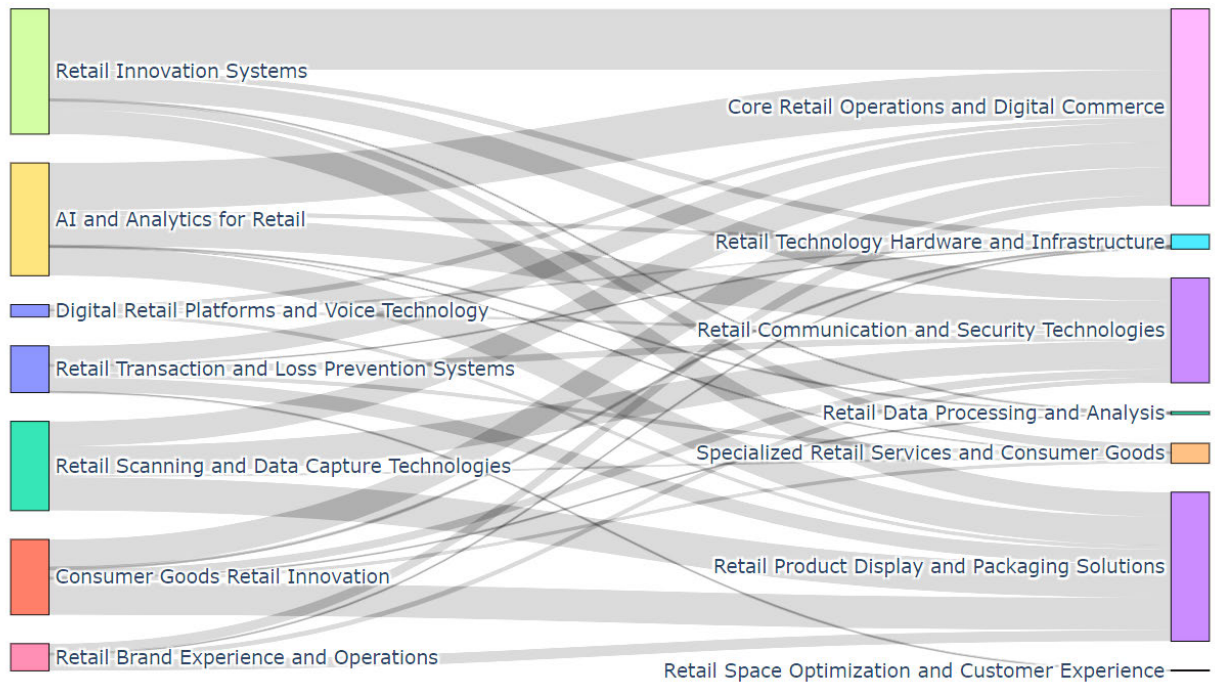 Retail Innovation Systems
AI and Analytics for Retail
Digital Retail Platforms and Voice Technology
Retail Transaction and Loss Prevention Systems
Retail Scanning and Data Capture Technologies
Consumer Goods Retail Innovation
Retail Brand Experience and Operations
Core Retail Operations and Digital Commerce
Retail Technology Hardware and Infrastructure
Retail Communication and Security Technologies
Retail Data Processing and Analysis
Specialized Retail Services and Consumer Goods
Retail Product Display and Packaging Solutions
Retail Space Optimization and Customer Experience